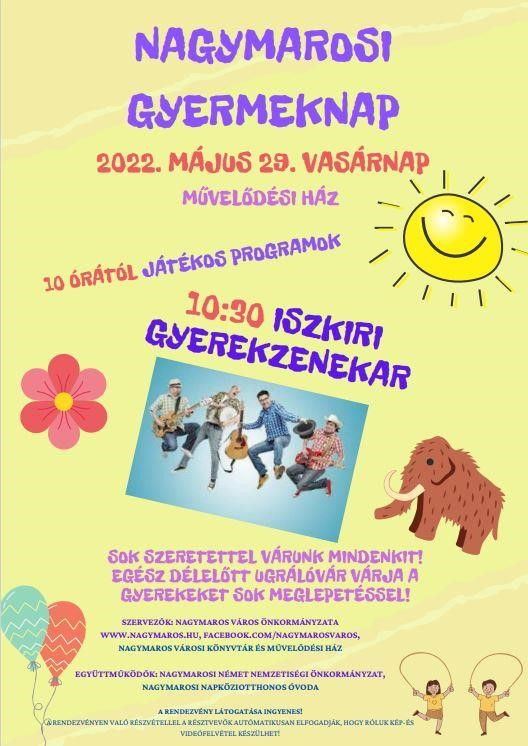 NAGYMAROSI
GYERMEKNAP
2022. MÁJUS 29. VASÁRNAP
MŰVELŐDÉSI HÁZ
10 ÓRÁTÓL JÁTÉKOS PROGRAMOK
10:30 ISZKIRI
GYEREKZENEKAR
SOK SZERETETTEL VÁRUNK MINDENKIT!
EGÉSZ DÉLELŐTT UGRÁLÓVÁR VÁRJA A
GYEREKEKET SOK MEGLEPETÉSSEL!
SZERVEZŐK: NAGYMAROS VÁROS ÖNKORMÁNYZATA
WWW.NAGYMAROS.HU, FACEBOOK.COM/NAGYMAROSVAROS,
NAGYMAROS VÁROSI KÖNYVTÁR ÉS MŰVELŐDÉSI HÁZ
EGYÜTTMŰKÖDŐK: NAGYMAROSI NÉMET NEMZETISÉGI ÖNKORMÁNYZAT,
NAGYMAROSI NAPKÖZIOTTHONOS ÓVODA
A RENDEZVÉNY LÁTOGATÁSA INGYENES!
A RENDEZVÉNYEN VALÓ RÉSZVÉTELLEL A RÉSZTVEVŐK AUTOMATIKUSAN ELFOGADJÁK, HOGY RÓLUK KÉP- ÉS
VIDEÓFELVÉTEL KÉSZÜLHET!